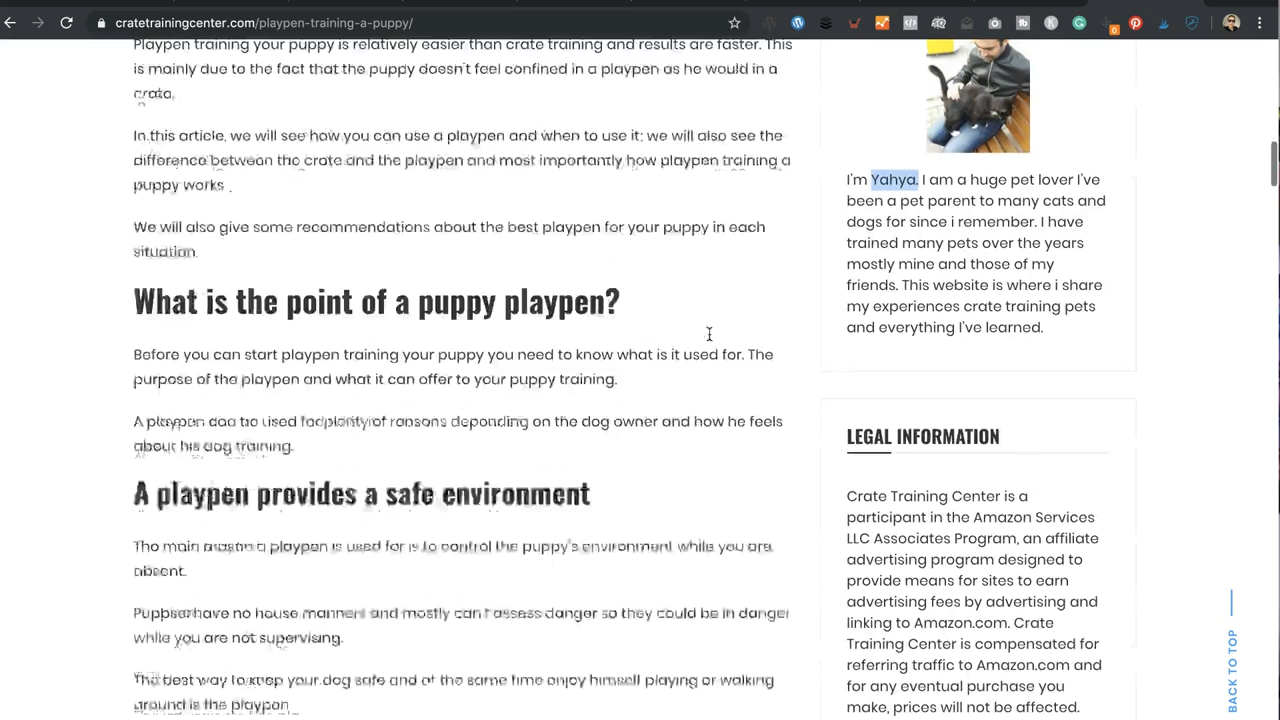 cratetrainingcenter.com/playpen-training-a-puppy/
Playpen training your puppy is relatively easier than crate training and results are faster. This
is mainly due to the fact that the puppy doesn't feel confined in a playpen as he would in a
crate.
In this article, we will see how you can use a playpen and when to use it; we will also see the
difference between the crate and the playpen and most importantly how playpen training a
puppy works .
We will also give some recommendations about the best playpen for your puppy in each
situation.
What is the point of a puppy playpen?
Before you can start playpen training your puppy you need to know what is it used for. The
purpose of the playpen and what it can offer to your puppy training.
A playpen can be used for plenty of reasons depending on the dog owner and how he feels
about his dog training.
A playpen provides a safe environment
The main reason a playpen is used for is to control the puppy's environment while you are
absent.
Puppies have no house manners and mostly can't assess danger so they could be in danger
while you are not supervising.
The best way to keep your dog safe and at the same time enjoy himself playing or walking
around is the playpen
I'm Yahya. I am a huge pet lover I've
been a pet parent to many cats and
dogs for since i remember. I have
trained many pets over the years
mostly mine and those of my
friends. This website is where i share
my experiences crate training pets
and everything I've learned.
LEGAL INFORMATION
Crate Training Center is a
participant in the Amazon Services
LLC Associates Program, an affiliate
advertising program designed to
provide means for sites to earn
advertising fees by advertising and
linking to Amazon.com. Crate
Training Center is compensated for
referring traffic to Amazon.com and
for any eventual purchase you
make, prices will not be affected.
BACK TO TOP